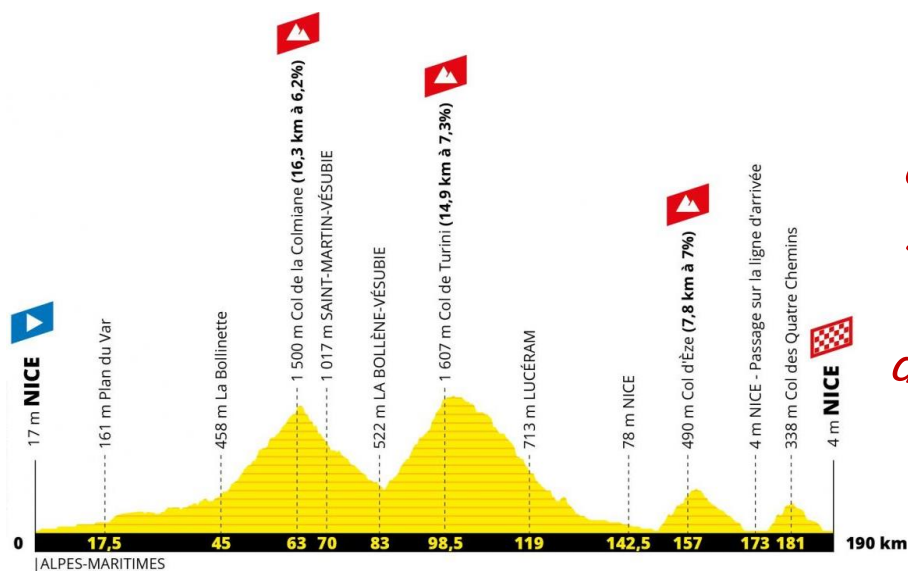 17 m NICE
161 m Plan du Var
458 m La Bollinette
1 500 m Col de la Colmiane (16,3 km à 6,2%)
1 017 m SAINT-MARTIN-VÉSUBIE
522 m LA BOLLÈNE-VÉSUBIE
1 607 m Col de Turini (14,9 km à 7,3%)
713 m LUCÉRAM
78 m NICE
490 m Col d'Èze (7,8 km à 7%)
4 m NICE - Passage sur la ligne d'arrivée
338 m Col des Quatre Chemins
4 m NICE
0 17,5 45 63 70 83 98,5 119 142,5 157 173 181 190 km
|ALPES-MARITIMES